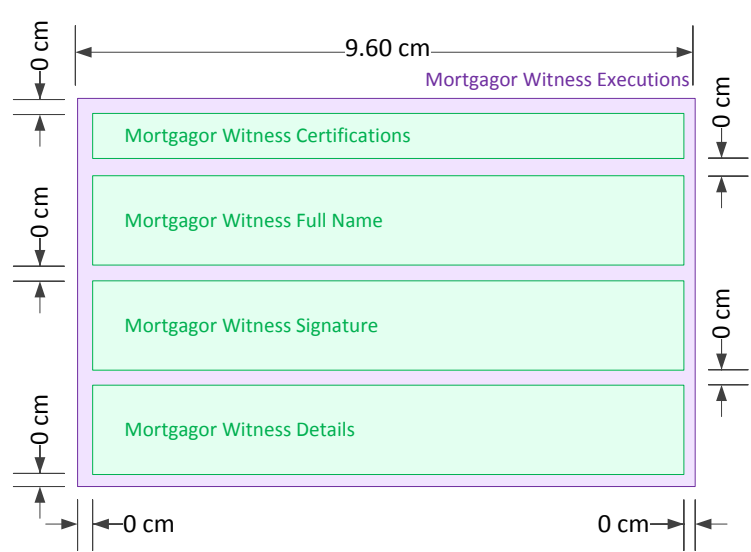 0 cm
9.60 cm
Mortgagor Witness Executions
0 cm
Mortgagor Witness Certifications
0 cm
Mortgagor Witness Full Name
0 cm
Mortgagor Witness Signature
0 cm
Mortgagor Witness Details
0 cm
0 cm